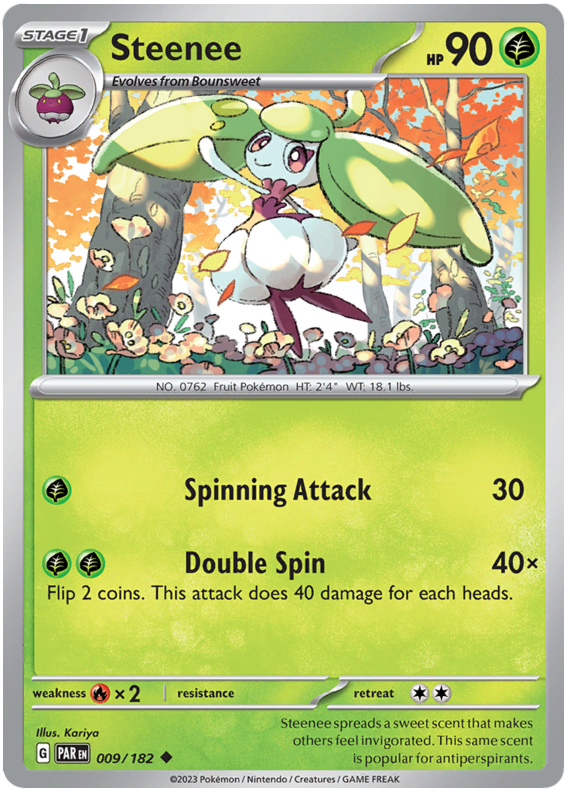 STAGE1
Steenee
HP 90
Evolves from Bounsweet
NO. 0762 Fruit Pokémon HT: 2'4" WT: 18.1 lbs.
Spinning Attack 30
Double Spin 40×
Flip 2 coins. This attack does 40 damage for each heads.
weakness ×2 resistance retreat
Illus. Kariya
Steenee spreads a sweet scent that makes
others feel invigorated. This same scent
is popular for antiperspirants.
G PAR EN 009/182
©2023 Pokémon / Nintendo / Creatures / GAME FREAK